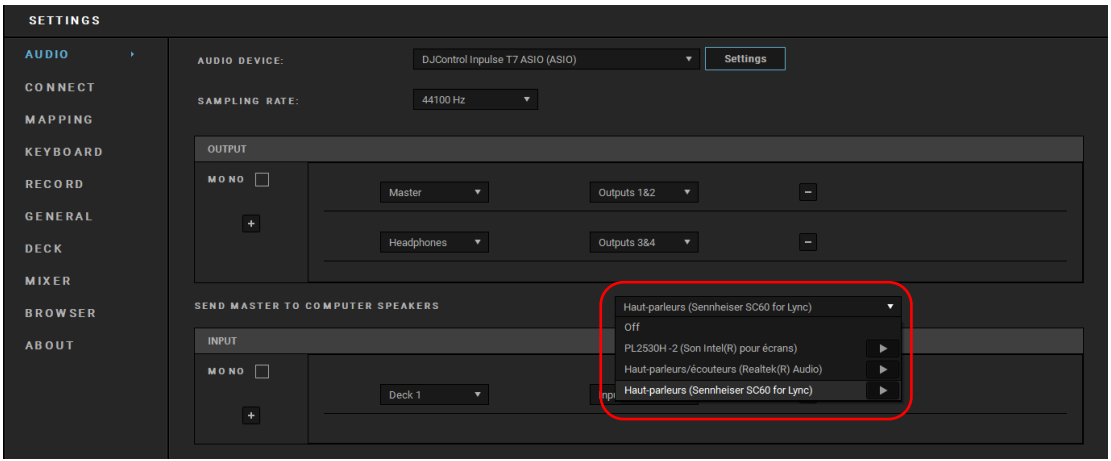 SETTINGS
AUDIO
CONNECT
MAPPING
KEYBOARD
RECORD
GENERAL
DECK
MIXER
BROWSER
ABOUT
AUDIO DEVICE: DJControl Inpulse T7 ASIO (ASIO) Settings
SAMPLING RATE: 44100 Hz
OUTPUT
MONO
Master Outputs 1&2
Headphones Outputs 3&4
SEND MASTER TO COMPUTER SPEAKERS Haut-parleurs (Sennheiser SC60 for Lync)
Off
PL2530H -2 (Son Intel(R) pour écrans)
Haut-parleurs/écouteurs (Realtek(R) Audio)
Haut-parleurs (Sennheiser SC60 for Lync)
INPUT
MONO
Deck 1